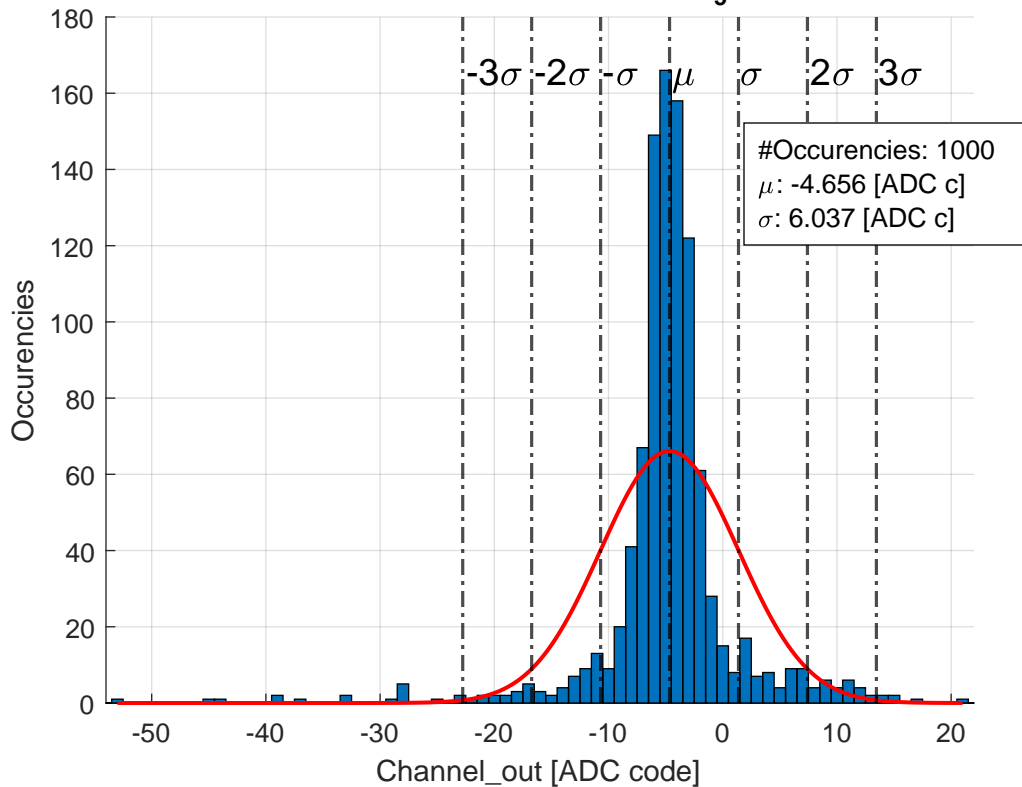 180
160
140
120
100
80
60
40
20
0
Occurencies
-3σ -2σ -σ μ σ 2σ 3σ
#Occurencies: 1000
μ: -4.656 [ADC c]
σ: 6.037 [ADC c]
-50 -40 -30 -20 -10 0 10 20
Channel_out [ADC code]